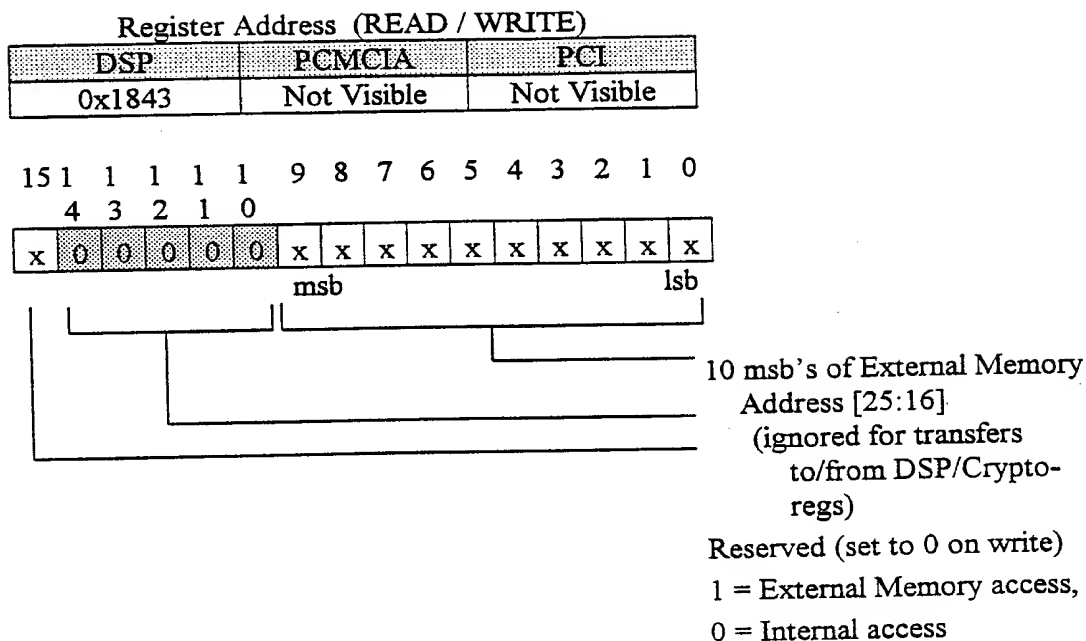 Register Address (READ / WRITE)
DSP PCMCIA PCI
0x1843 Not Visible Not Visible
15 1 1 1 1 1 9 8 7 6 5 4 3 2 1 0
4 3 2 1 0
x 0 0 0 0 0 x x x x x x x x x x
msb lsb
10 msb's of External Memory
Address [25:16]
(ignored for transfers
to/from DSP/Crypto-
regs)
Reserved (set to 0 on write)
1 = External Memory access,
0 = Internal access